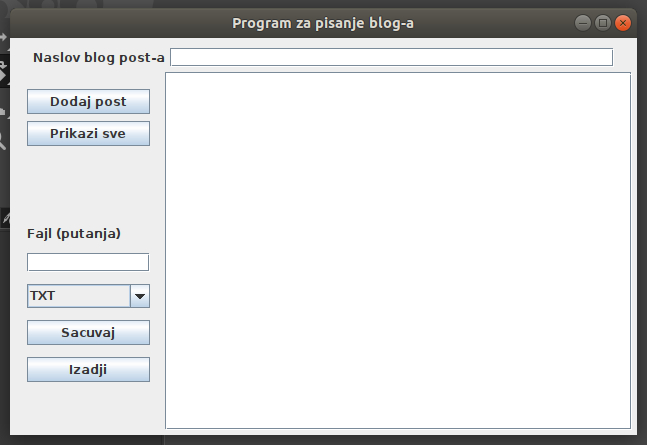 Program za pisanje blog-a
Naslov blog post-a
Dodaj post
Prikazi sve
Fajl (putanja)
TXT
Sacuvaj
Izadji